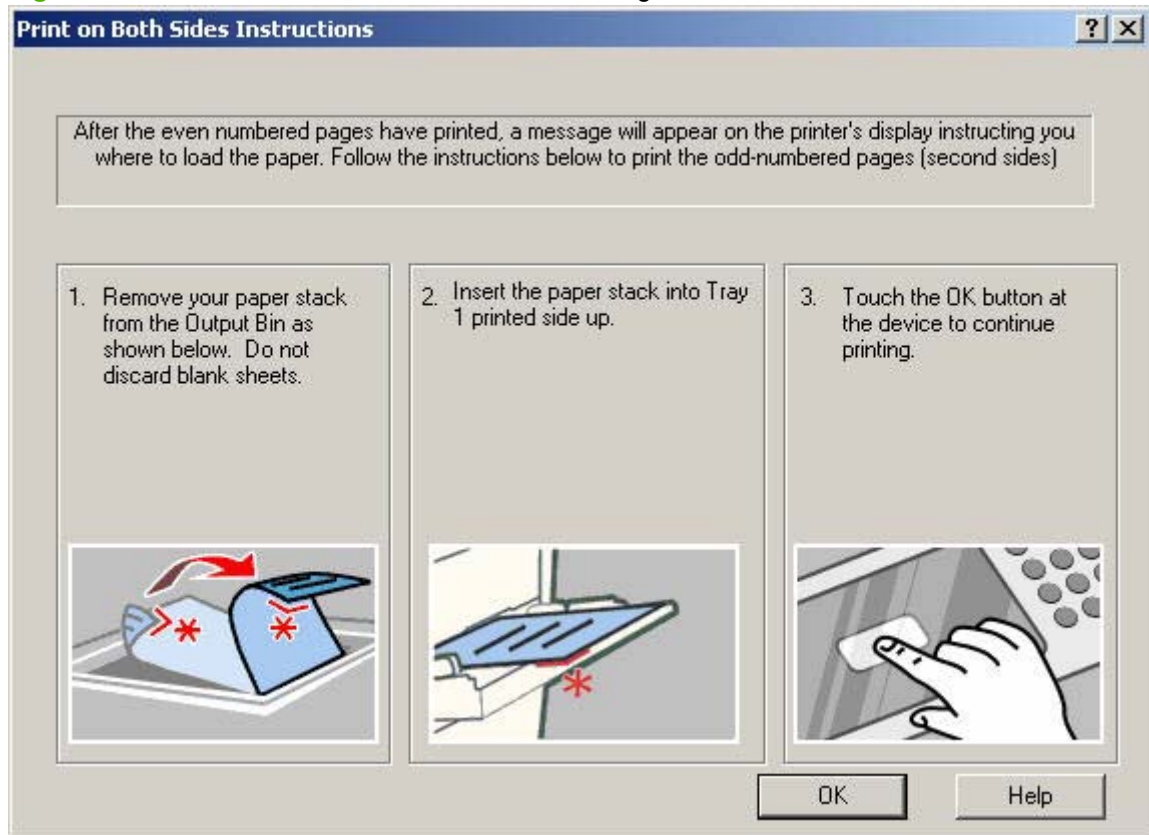 Print on Both Sides Instructions
After the even numbered pages have printed, a message will appear on the printer's display instructing you
where to load the paper. Follow the instructions below to print the odd-numbered pages (second sides)
1. Remove your paper stack
from the Output Bin as
shown below. Do not
discard blank sheets.
2. Insert the paper stack into Tray
1 printed side up.
3. Touch the OK button at
the device to continue
printing.
OK
Help